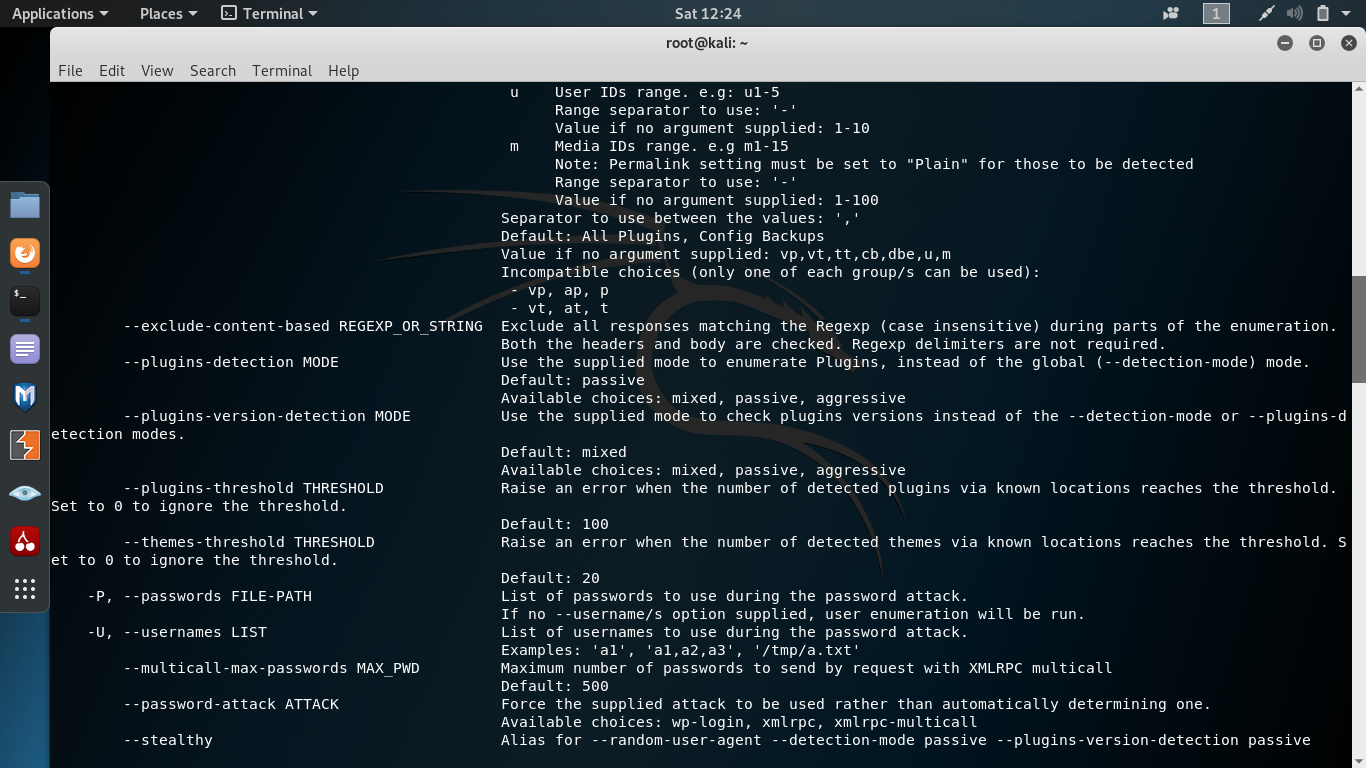 Applications Places Terminal Sat 12:24 1
root@kali: ~
File Edit View Search Terminal Help
u User IDs range. e.g: u1-5
Range separator to use: '-'
Value if no argument supplied: 1-10
m Media IDs range. e.g m1-15
Note: Permalink setting must be set to "Plain" for those to be detected
Range separator to use: '-'
Value if no argument supplied: 1-100
Separator to use between the values: ','
Default: All Plugins, Config Backups
Value if no argument supplied: vp,vt,tt,cb,dbe,u,m
Incompatible choices (only one of each group/s can be used):
- vp, ap, p
- vt, at, t
--exclude-content-based REGEXP_OR_STRING Exclude all responses matching the Regexp (case insensitive) during parts of the enumeration.
Both the headers and body are checked. Regexp delimiters are not required.
--plugins-detection MODE Use the supplied mode to enumerate Plugins, instead of the global (--detection-mode) mode.
Default: passive
Available choices: mixed, passive, aggressive
--plugins-version-detection MODE Use the supplied mode to check plugins versions instead of the --detection-mode or --plugins-d
etection modes.
Default: mixed
Available choices: mixed, passive, aggressive
--plugins-threshold THRESHOLD Raise an error when the number of detected plugins via known locations reaches the threshold.
Set to 0 to ignore the threshold.
Default: 100
--themes-threshold THRESHOLD Raise an error when the number of detected themes via known locations reaches the threshold. S
et to 0 to ignore the threshold.
Default: 20
-P, --passwords FILE-PATH List of passwords to use during the password attack.
If no --username/s option supplied, user enumeration will be run.
-U, --usernames LIST List of usernames to use during the password attack.
Examples: 'a1', 'a1,a2,a3', '/tmp/a.txt'
--multicall-max-passwords MAX_PWD Maximum number of passwords to send by request with XMLRPC multicall
Default: 500
--password-attack ATTACK Force the supplied attack to be used rather than automatically determining one.
Available choices: wp-login, xmlrpc, xmlrpc-multicall
--stealthy Alias for --random-user-agent --detection-mode passive --plugins-version-detection passive